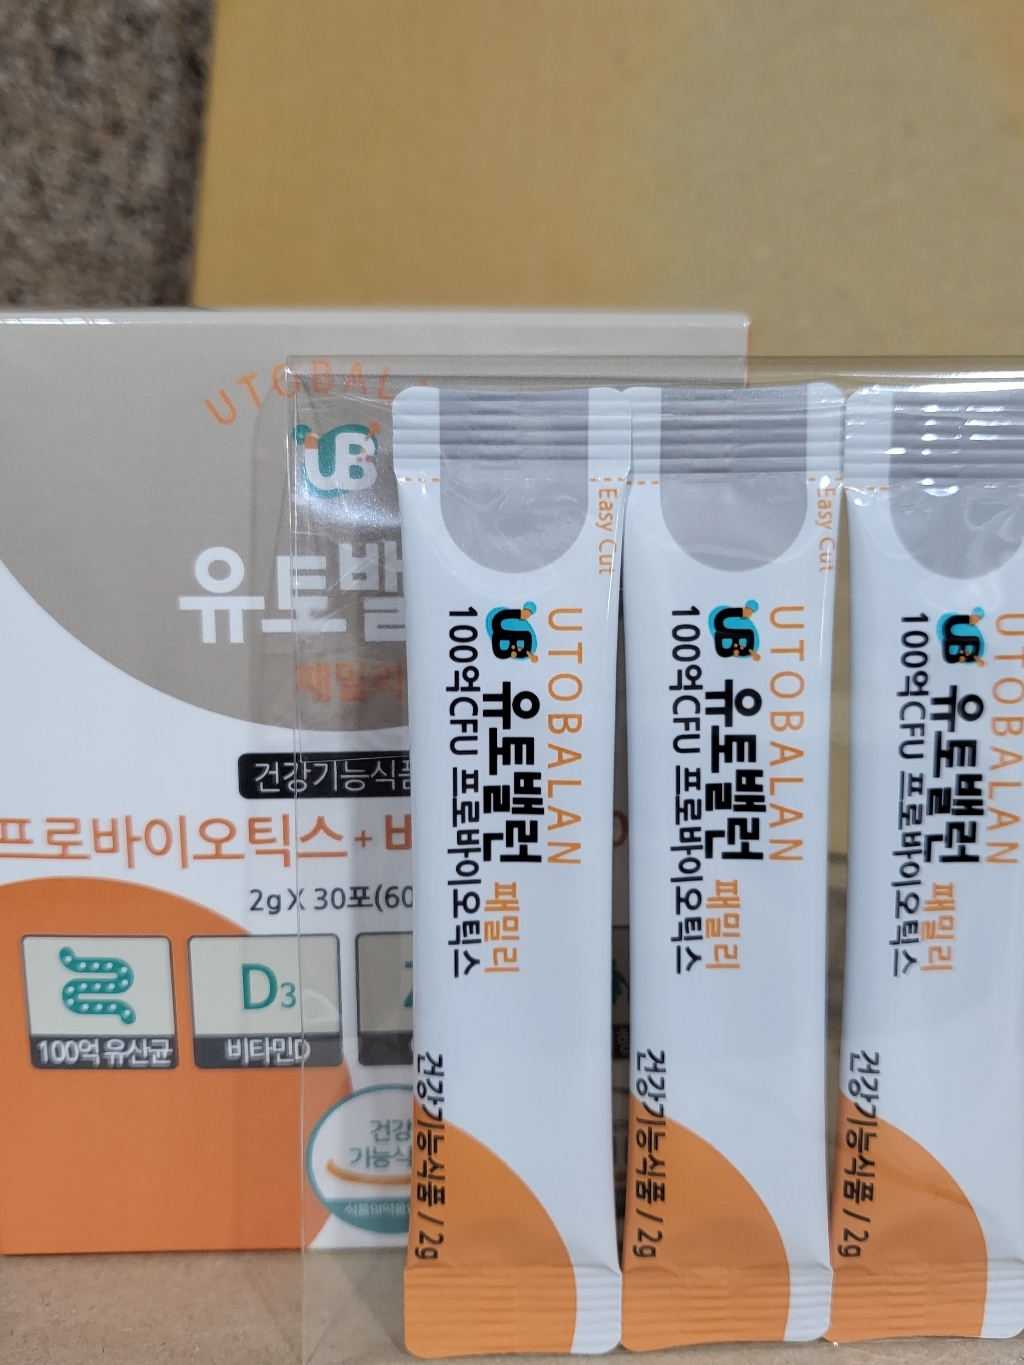 UTOBAL
UB
유토밸
패밀리
건강기능식품
프로바이오틱스+
2g X 30포(60
D3
100억 유산균
비타민D
건강
기능식
Easy Cut
UTOBALAN
UB 유토밸런 패밀리
100억CFU 프로바이오틱스
건강기능식품 / 2g
Easy Cut
UTOBALAN
UB 유토밸런 패밀리
100억CFU 프로바이오틱스
건강기능식품 / 2g
UTOBALAN
UB 유토밸런 패밀리
100억CFU 프로바이오틱스
건강기능식품 / 2g